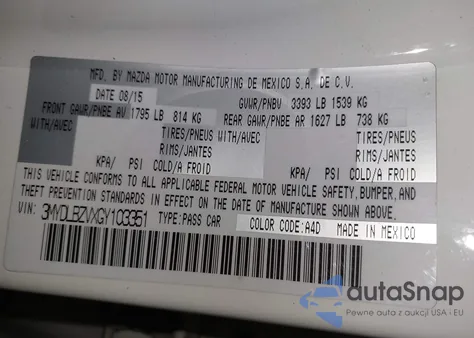 MFD. BY MAZDA MOTOR MANUFACTURING DE MEXICO S.A. DE C.V.
DATE 08/15 GVWR/PNBV 3393 LB 1539 KG
FRONT GAWR/PNBE AV 1795 LB 814 KG REAR GAWR/PNBE AR 1627 LB 738 KG
WITH/AVEC TIRES/PNEUS WITH/AVEC TIRES/PNEUS
RIMS/JANTES RIMS/JANTES
KPA/ PSI COLD/A FROID KPA/ PSI COLD/A FROID
THIS VEHICLE CONFORMS TO ALL APPLICABLE FEDERAL MOTOR VEHICLE SAFETY, BUMPER, AND
THEFT PREVENTION STANDARDS IN EFFECT ON THE DATE OF MANUFACTURE SHOWN ABOVE.
VIN: 3MYDLBZVXGY103351 TYPE:PASS CAR COLOR CODE:A4D MADE IN MEXICO
autoSnap
Pewne auta z aukcji USA i EU